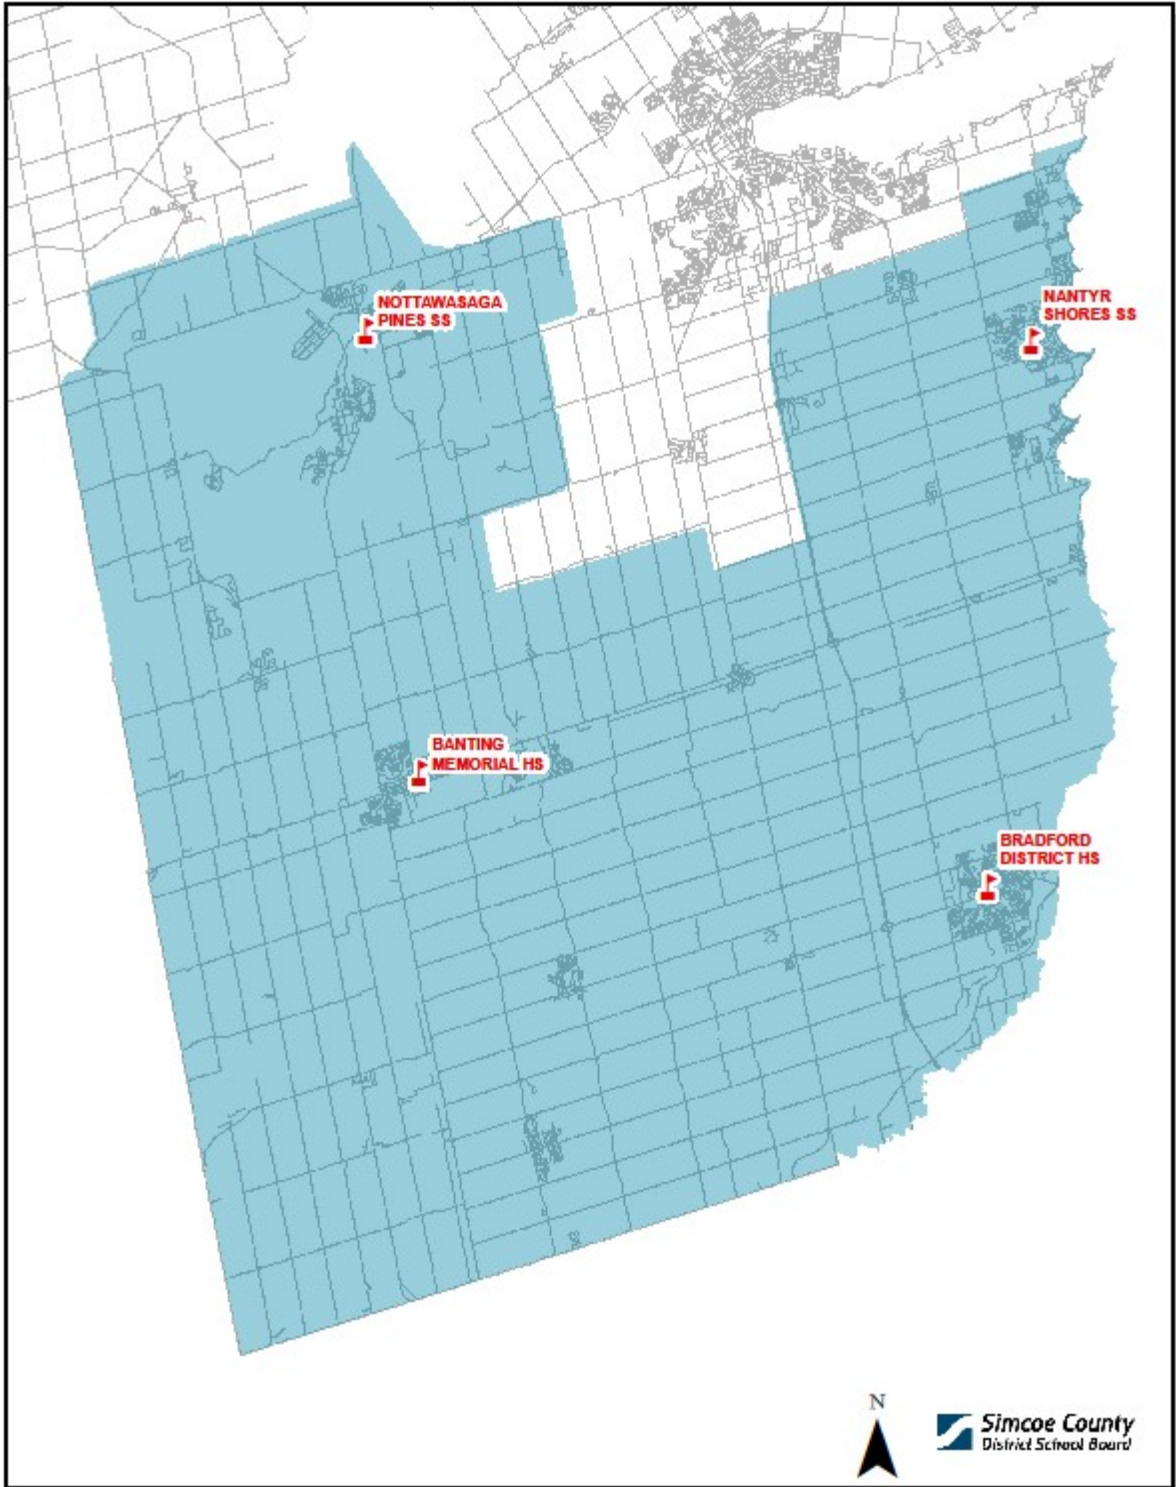 NOTTAWASAGA
PINES SS
NANTYR
SHORES SS
BANTING
MEMORIAL HS
BRADFORD
DISTRICT HS
N
Simcoe County
District School Board